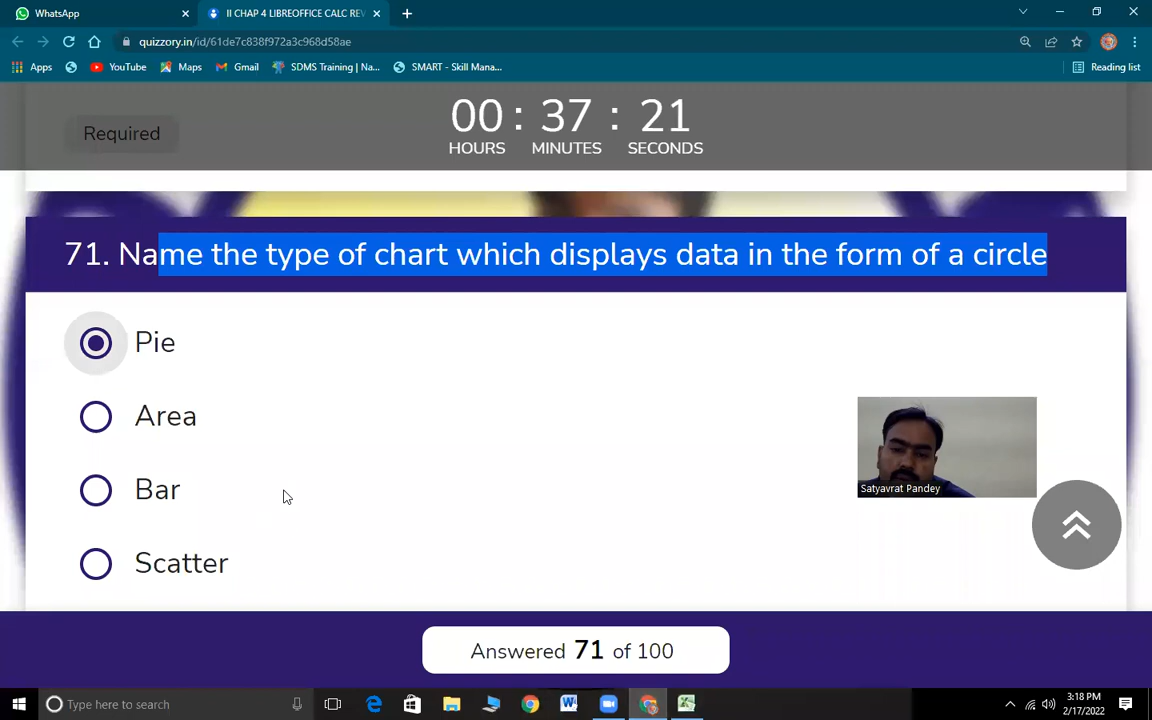 WhatsApp
II CHAP 4 LIBREOFFICE CALC REV
quizzory.in/id/61de7c838f972a3c968d58ae
Apps
YouTube
Maps
Gmail
SDMS Training | Na...
SMART - Skill Mana...
Reading list
00 : 37 : 21
HOURS MINUTES SECONDS
Required
71. Name the type of chart which displays data in the form of a circle
Pie
Area
Bar
Scatter
Satyavrat Pandey
Answered 71 of 100
Type here to search
3:18 PM
2/17/2022